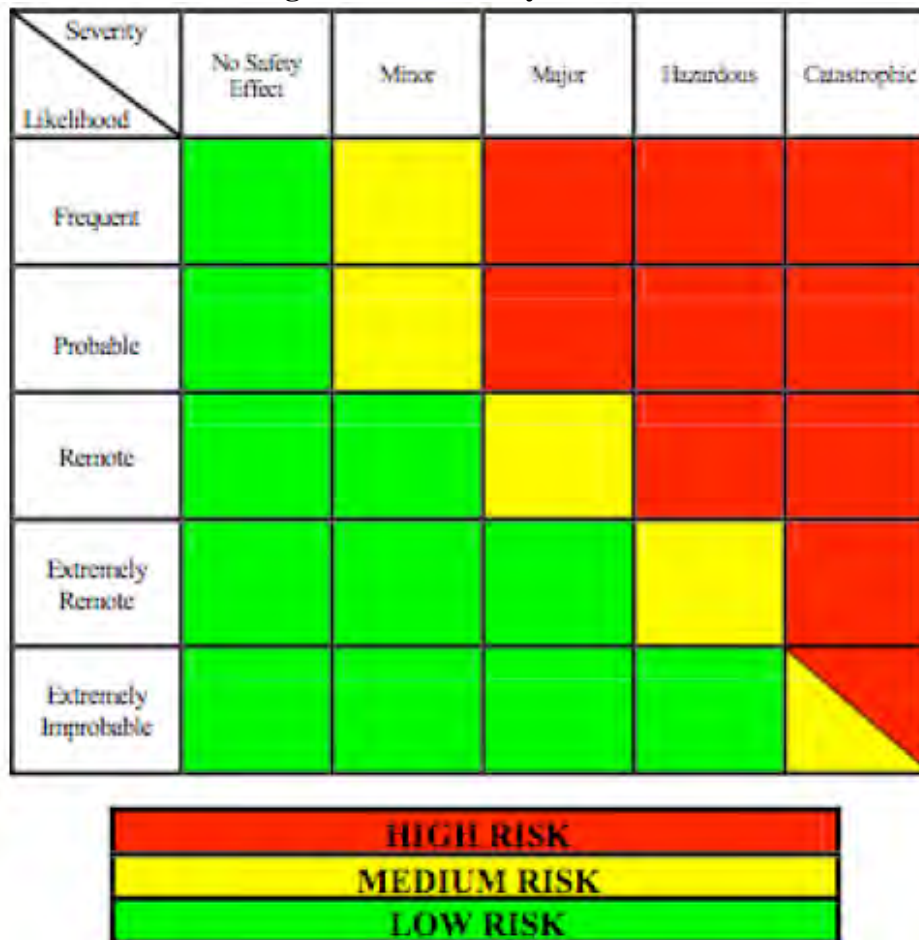 Severity
Likelihood
No Safety
Effect
Minor
Major
Hazardous
Catastrophic
Frequent
Probable
Remote
Extremely
Remote
Extremely
Improbable
HIGH RISK
MEDIUM RISK
LOW RISK